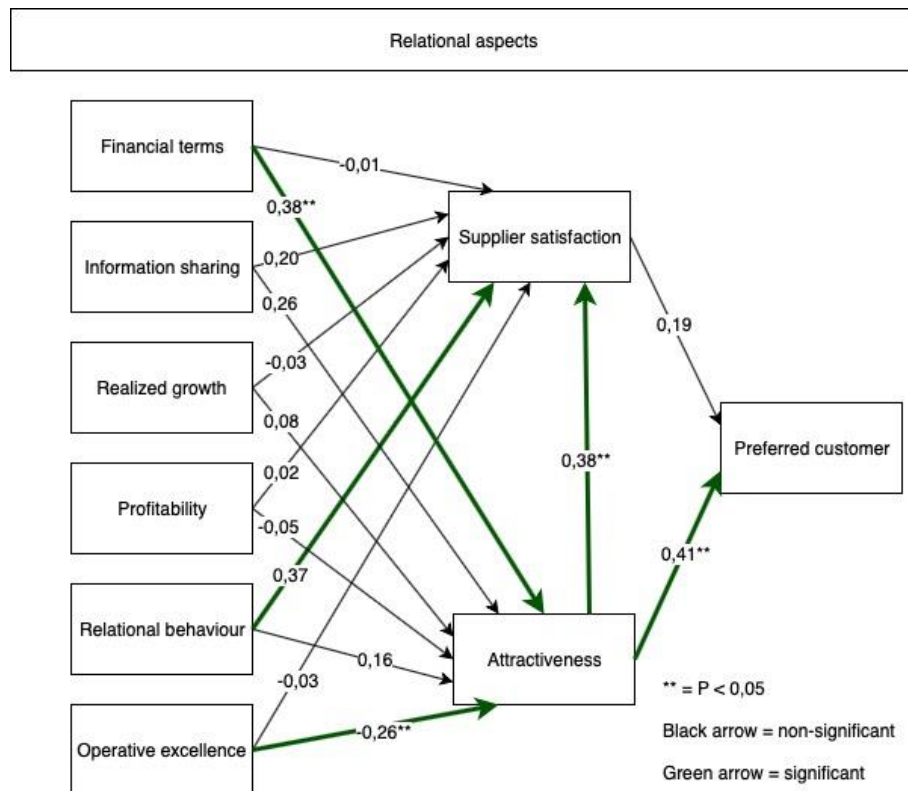 Relational aspects
Financial terms
-0,01
0,38**
Supplier satisfaction
Information sharing
0,20
0,26
0,19
Realized growth
-0,03
0,08
Preferred customer
0,02
0,38**
Profitability
-0,05
0,41**
0,37
Relational behaviour
0,16
Attractiveness
-0,03
** = P < 0,05
-0,26**
Black arrow = non-significant
Operative excellence
Green arrow = significant